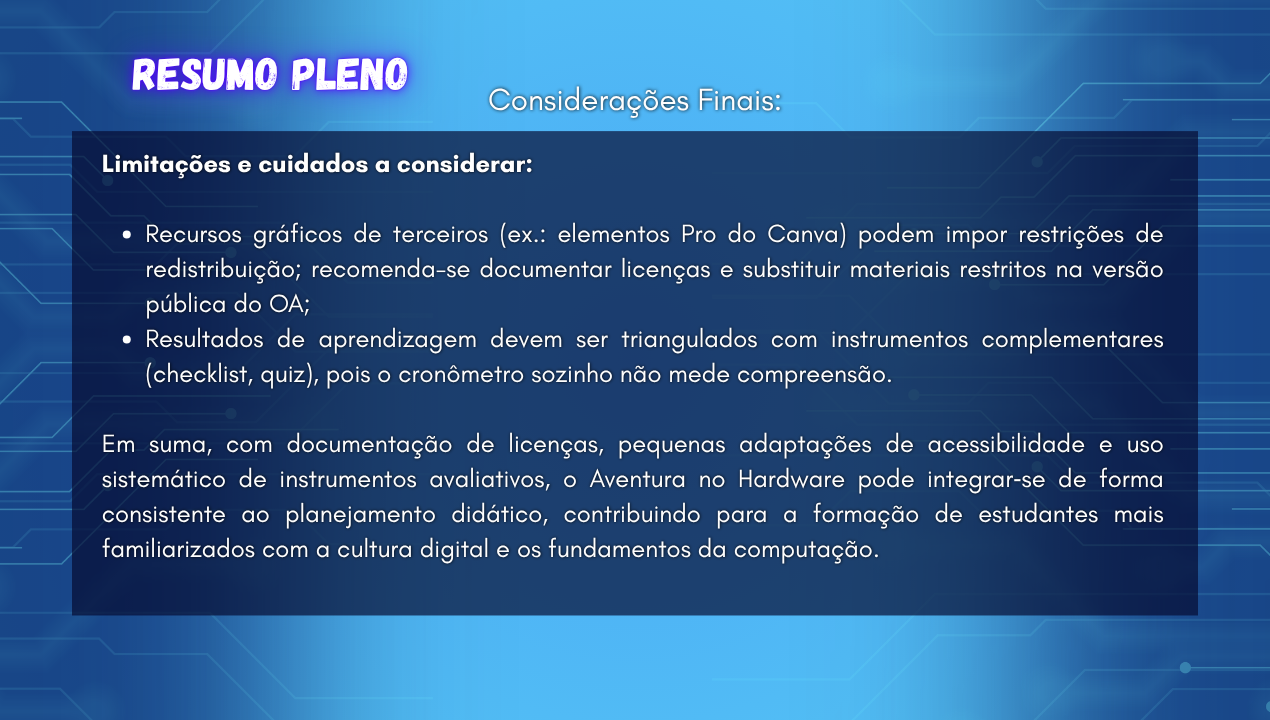 RESUMO PLENO
Considerações Finais:
Limitações e cuidados a considerar:
• Recursos gráficos de terceiros (ex.: elementos Pro do Canva) podem impor restrições de
redistribuição; recomenda-se documentar licenças e substituir materiais restritos na versão
pública do OA;
• Resultados de aprendizagem devem ser triangulados com instrumentos complementares
(checklist, quiz), pois o cronômetro sozinho não mede compreensão.
Em suma, com documentação de licenças, pequenas adaptações de acessibilidade e uso
sistemático de instrumentos avaliativos, o Aventura no Hardware pode integrar-se de forma
consistente ao planejamento didático, contribuindo para a formação de estudantes mais
familiarizados com a cultura digital e os fundamentos da computação.